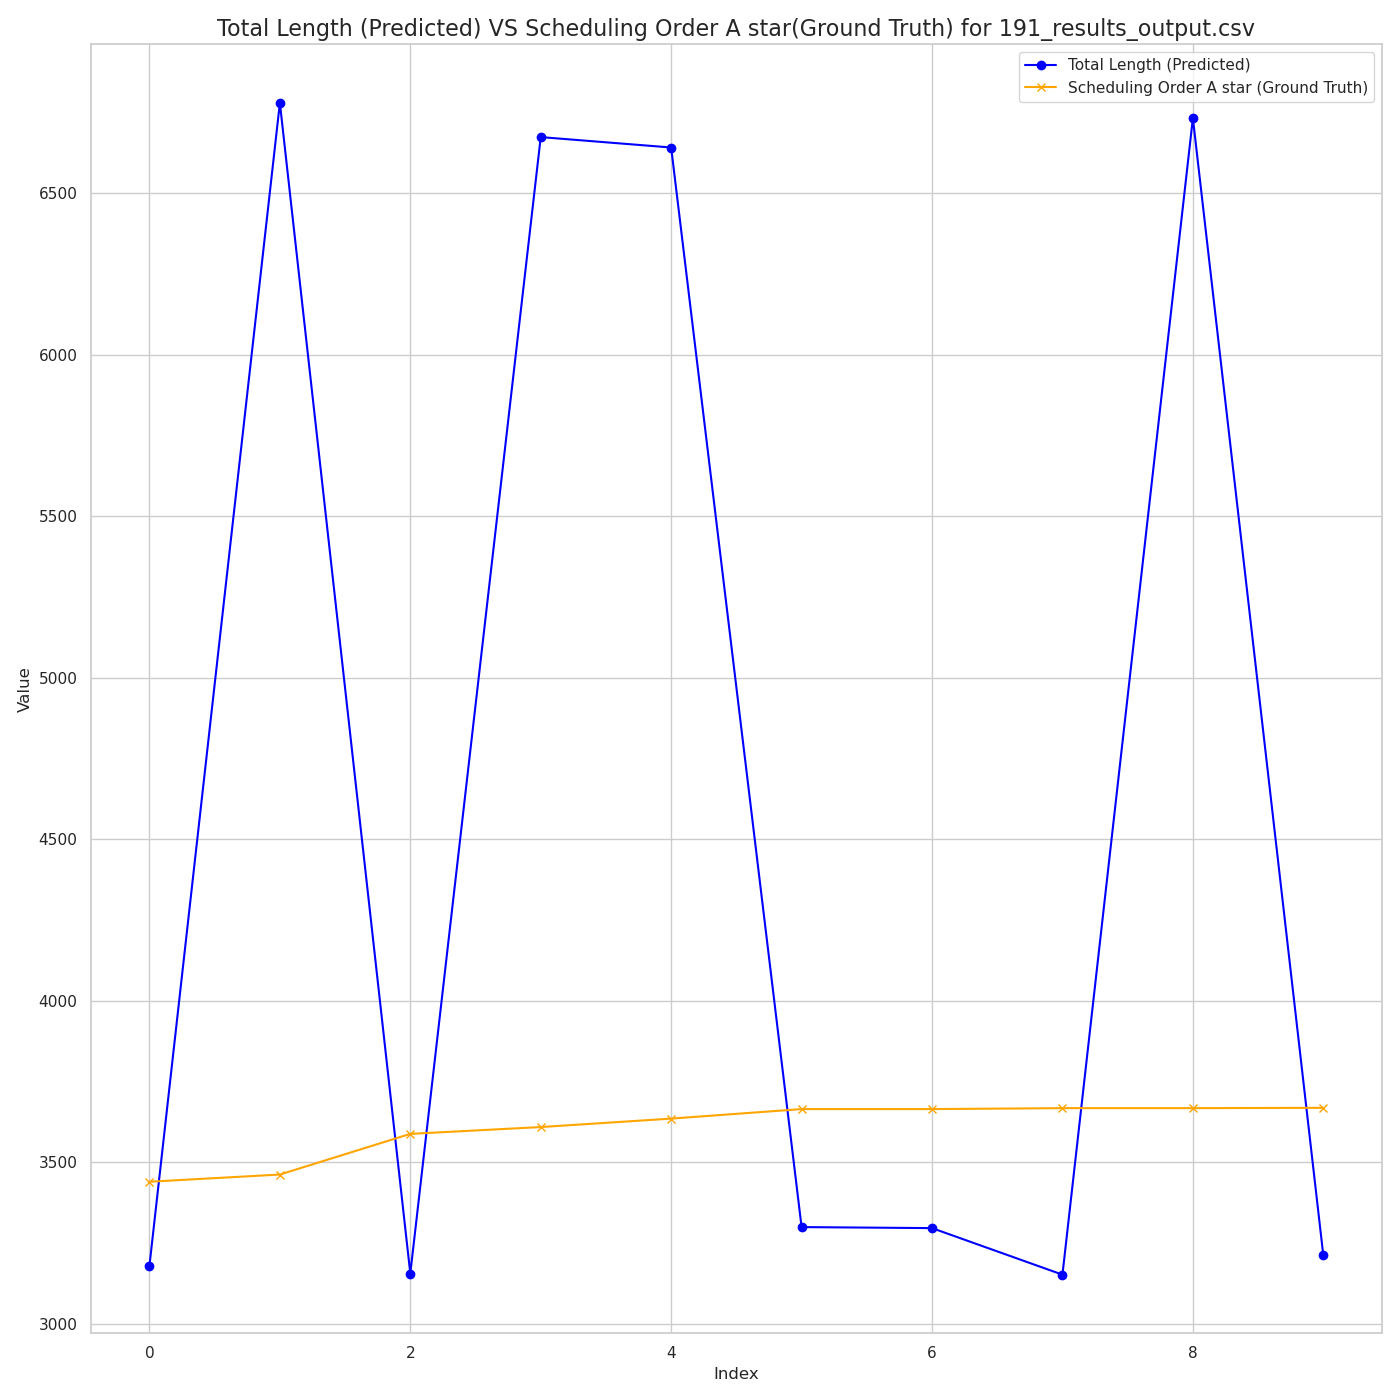 Total Length (Predicted) VS Scheduling Order A star(Ground Truth) for 191_results_output.csv
Total Length (Predicted)
Scheduling Order A star (Ground Truth)
6500
6000
5500
5000
4500
4000
3500
3000
Value
0 2 4 6 8
Index